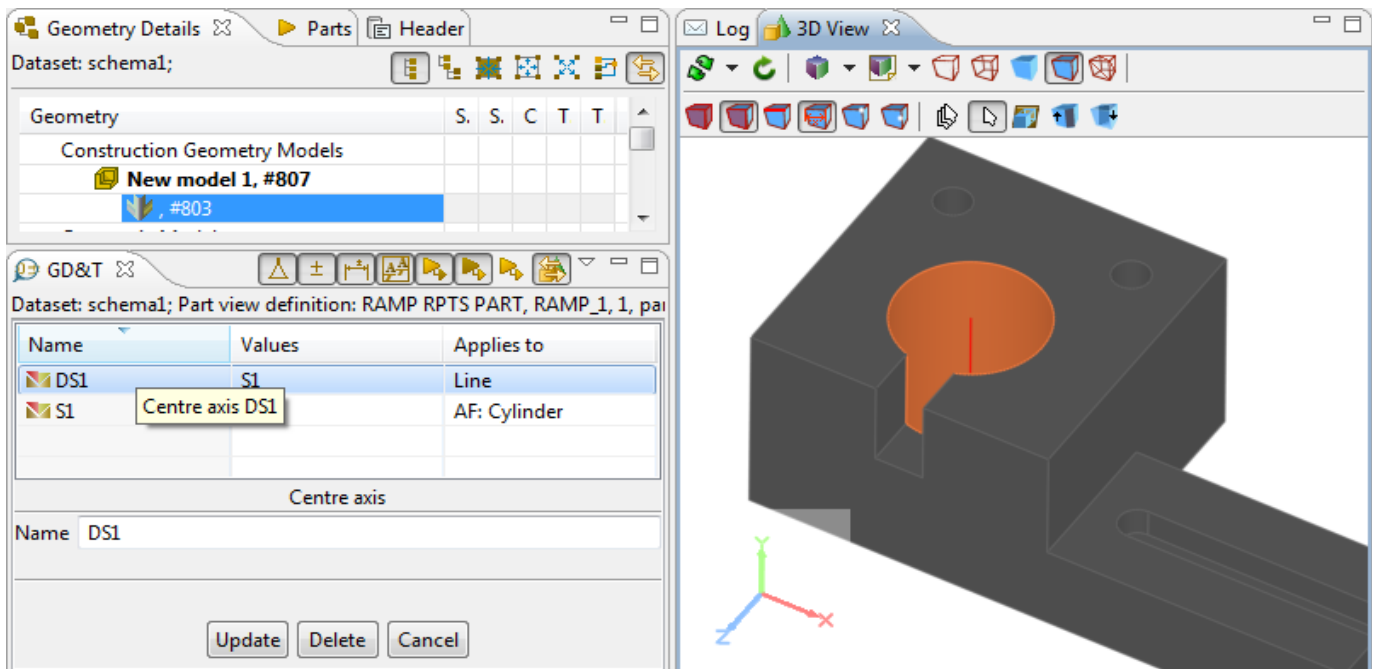 Geometry Details
Parts
Header
Dataset: schema1;
Geometry S. S. C T T
Construction Geometry Models
New model 1, #807
, #803
GD&T
Dataset: schema1; Part view definition: RAMP RPTS PART, RAMP_1, 1, pa
Name Values Applies to
DS1 S1 Line
Centre axis DS1
S1 AF: Cylinder
Centre axis
Name DS1
Update Delete Cancel
Log 3D View
Y
X
Z